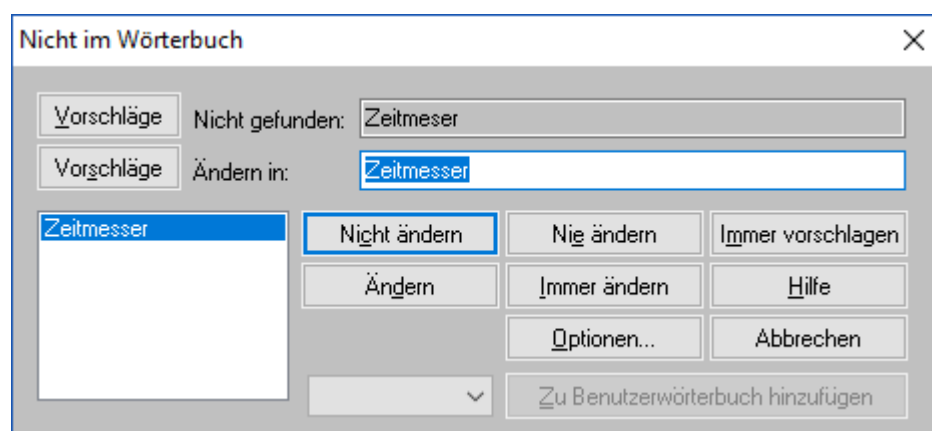 Nicht im Wörterbuch
Vorschläge Nicht gefunden: Zeitmeser
Vorschläge Ändern in: Zeitmesser
Zeitmesser Nicht ändern Nie ändern Immer vorschlagen
Ändern Immer ändern Hilfe
Optionen... Abbrechen
Zu Benutzerwörterbuch hinzufügen